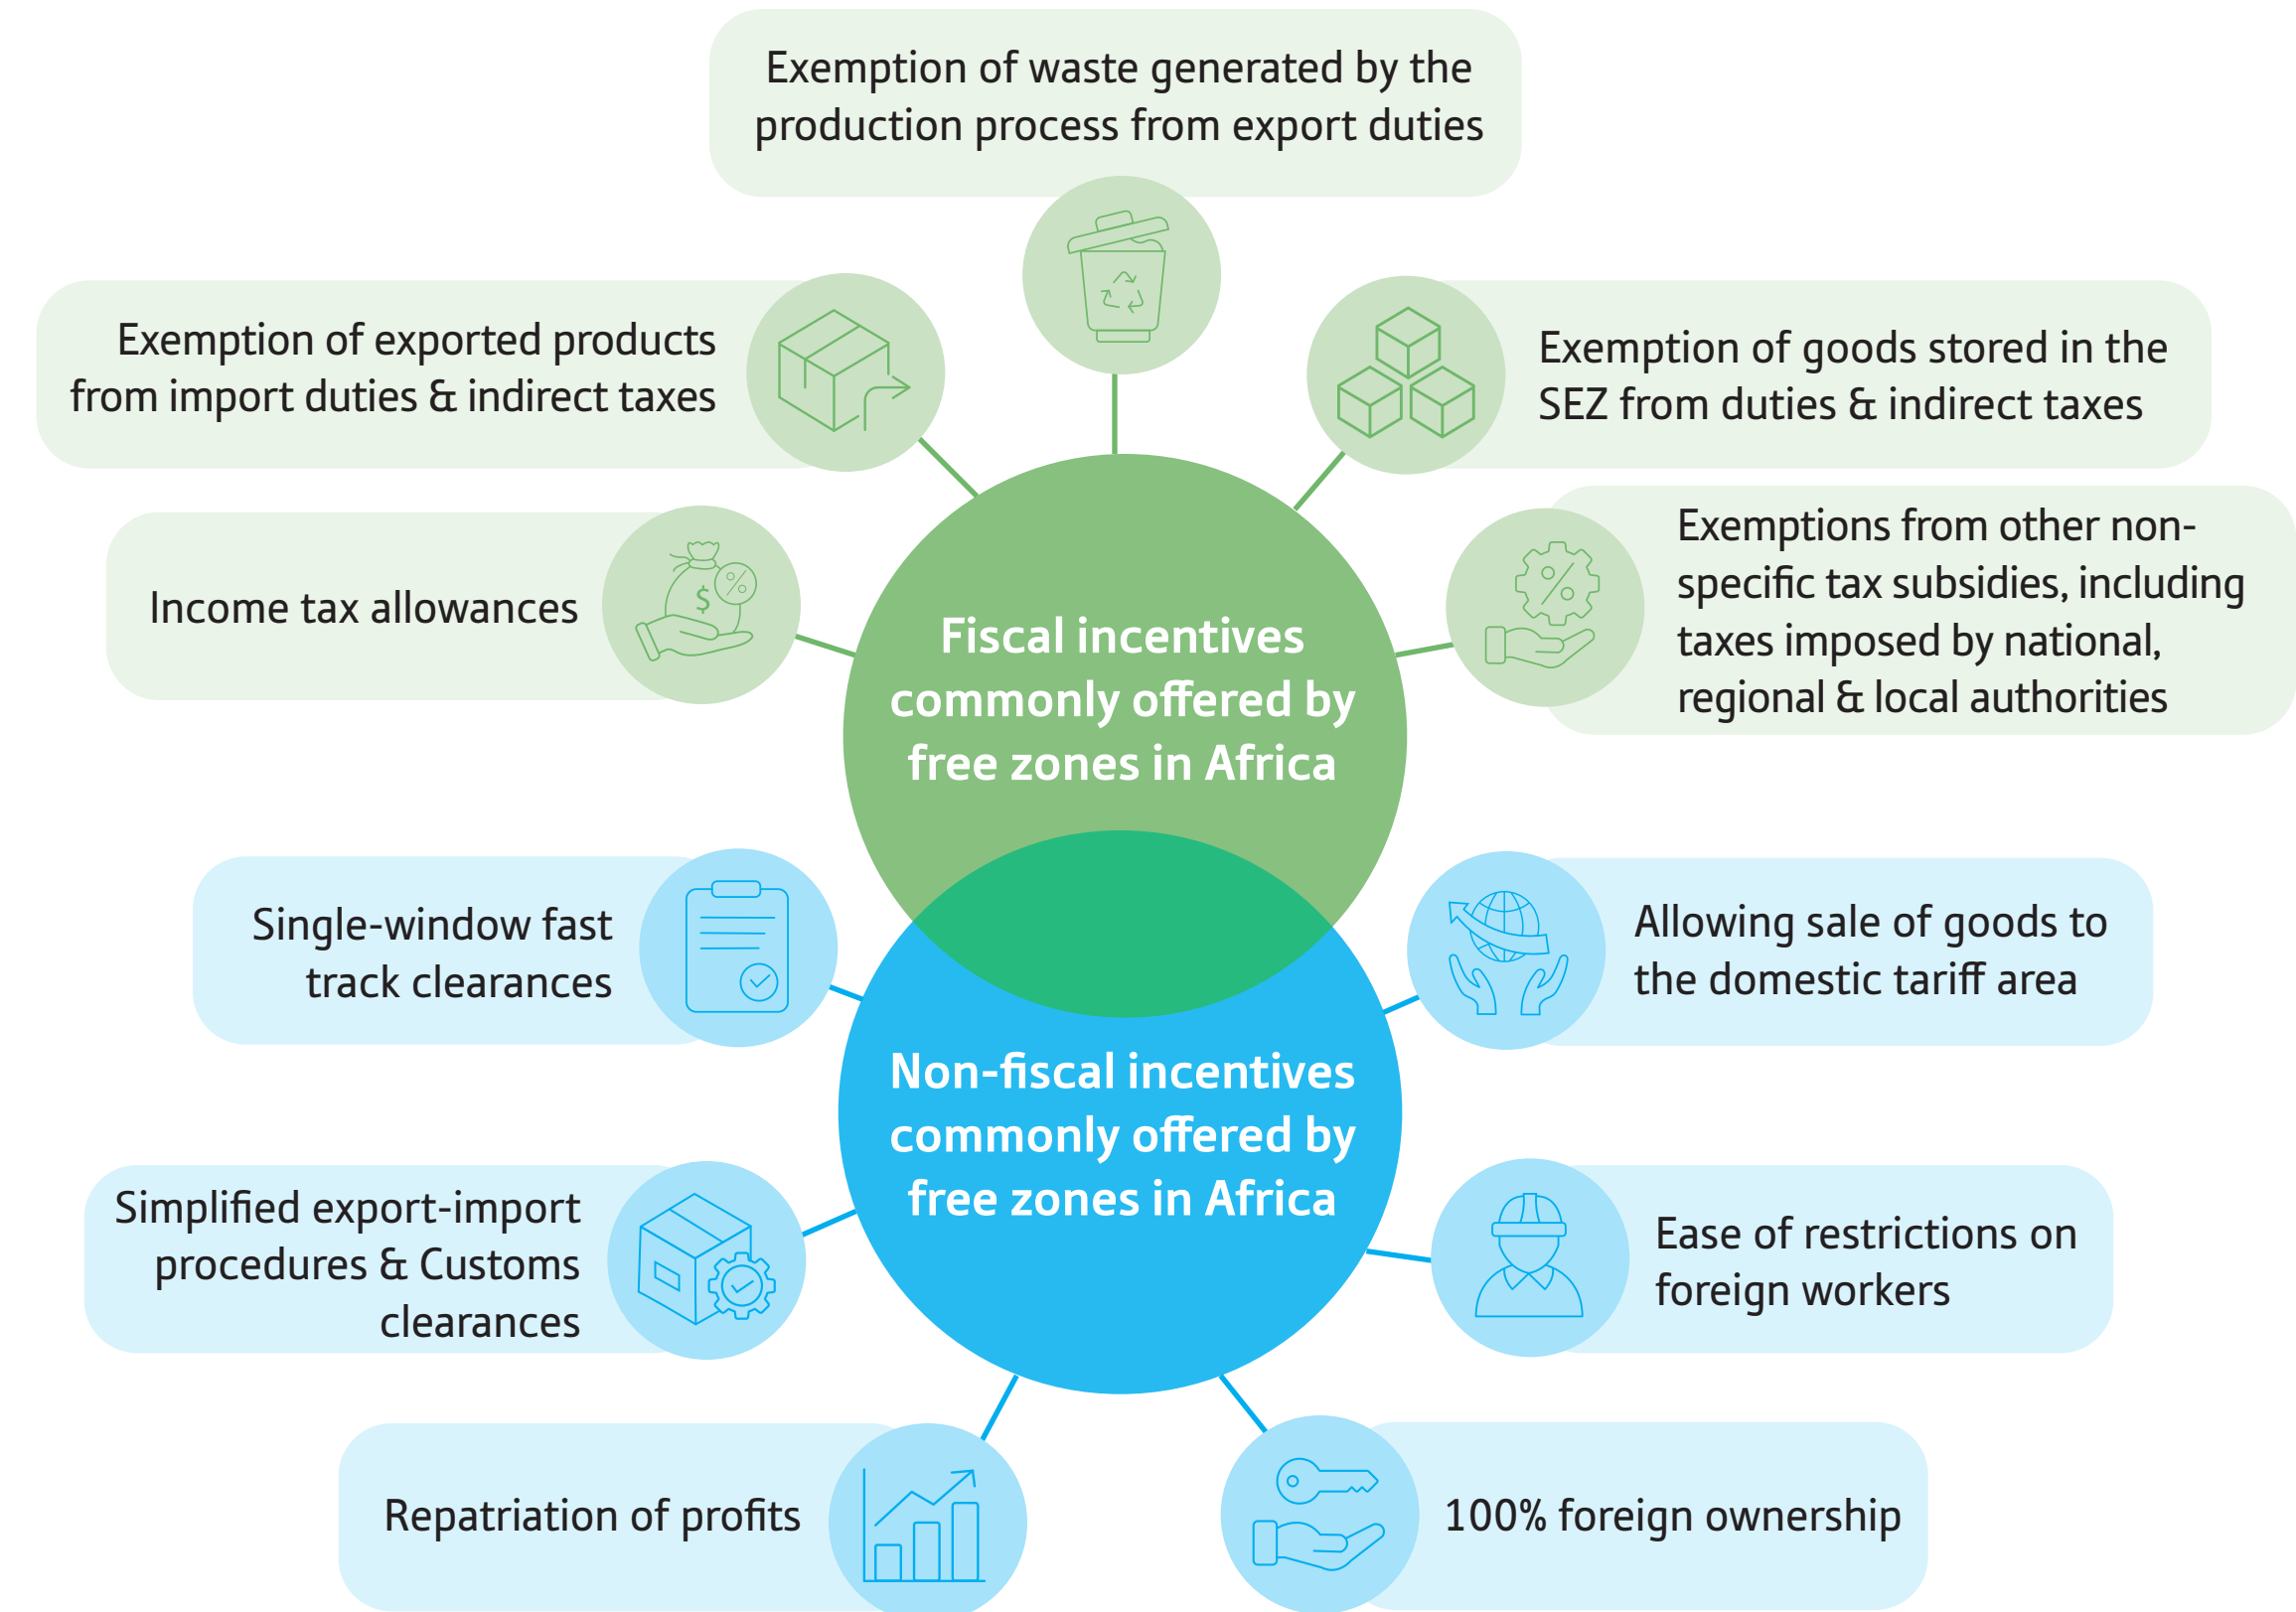 Exemption of waste generated by the
production process from export duties
Exemption of exported products
from import duties & indirect taxes
Exemption of goods stored in the
SEZ from duties & indirect taxes
Income tax allowances
$
Exemptions from other non-
specific tax subsidies, including
taxes imposed by national,
regional & local authorities
Fiscal incentives
commonly offered by
free zones in Africa
Single-window fast
track clearances
Allowing sale of goods to
the domestic tariff area
Non-fiscal incentives
commonly offered by
free zones in Africa
Simplified export-import
procedures & Customs
clearances
Ease of restrictions on
foreign workers
Repatriation of profits
100% foreign ownership